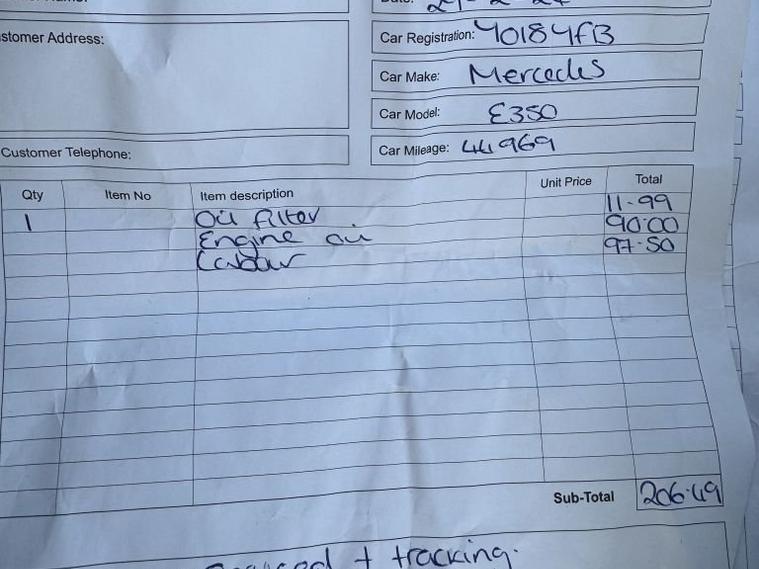 Car Registration: YO184FB
stomer Address:
Car Make: Mercedes
Car Model: E350
Customer Telephone:
Car Mileage: 44969
Qty Item No Item description Unit Price Total
1 Oil filter 11-99
Engine oil 90.00
Labour 97.50
Sub-Total 206.49
+ tracking.